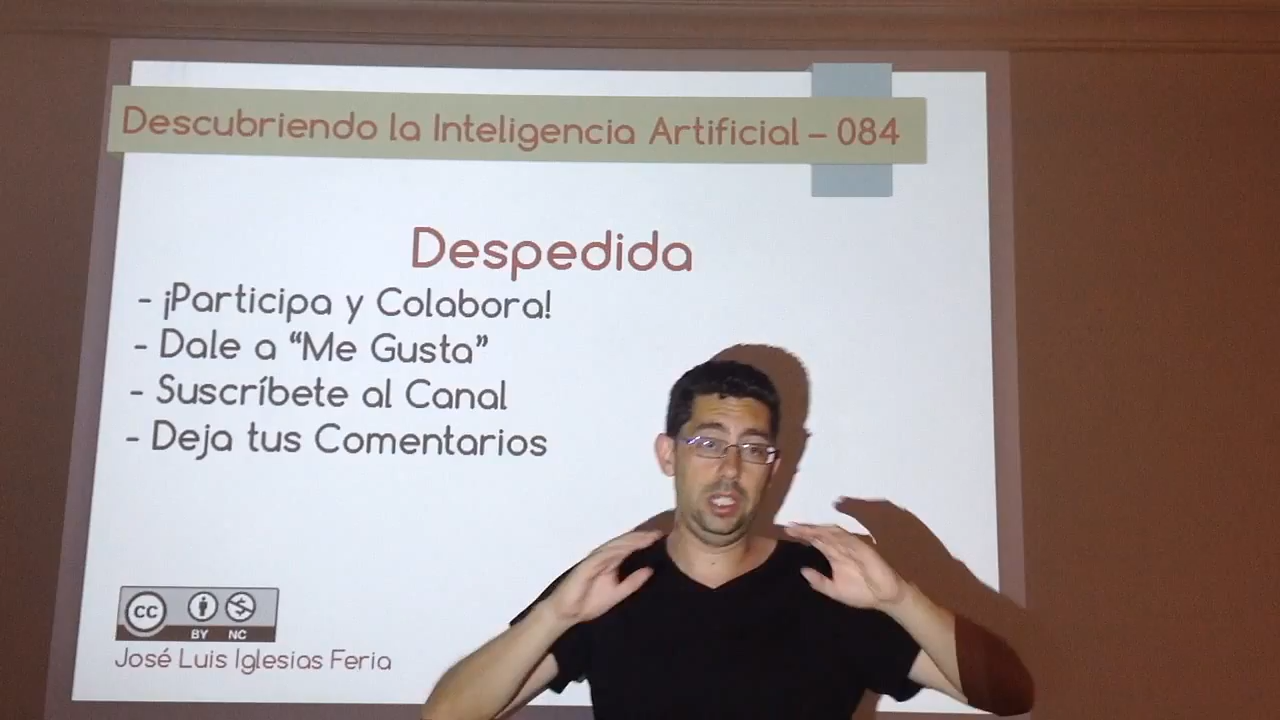 Descubriendo la Inteligencia Artificial – 084
Despedida
- ¡Participa y Colabora!
- Dale a “Me Gusta”
- Suscríbete al Canal
- Deja tus Comentarios
cc
BY NC
José Luis Iglesias Feria